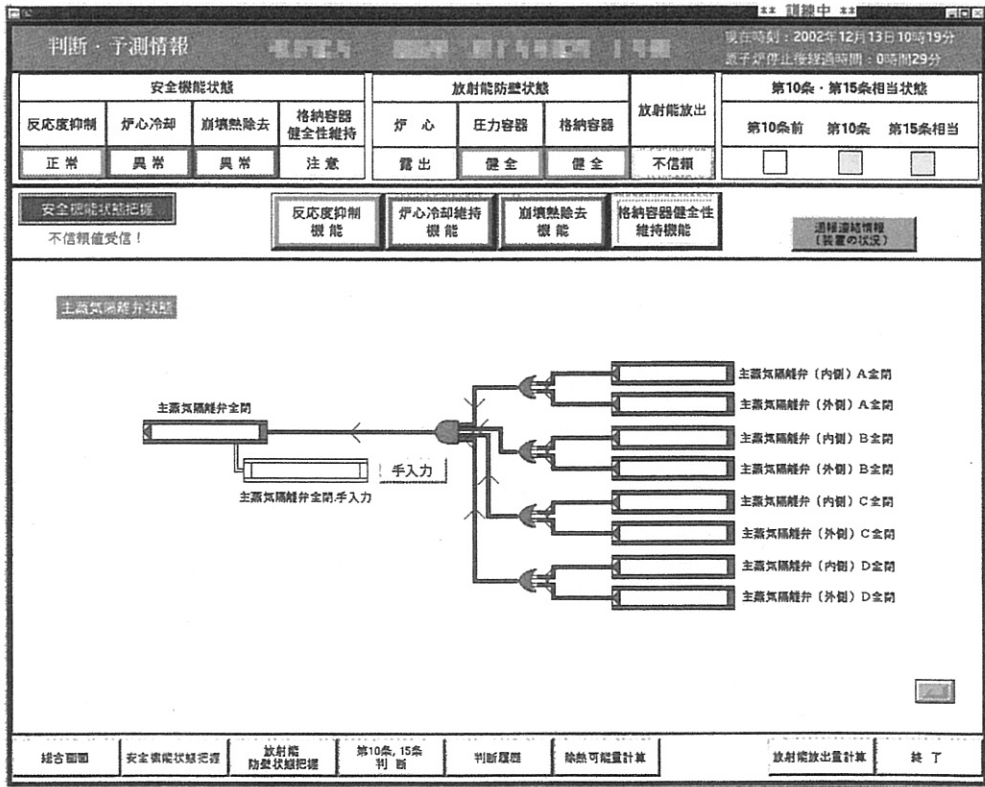 ** 訓練中 **
判断・予測情報
現在時刻：2002年12月13日10時19分
原子炉停止後経過時間：0時間29分
安全機能状態
反応度抑制
炉心冷却
崩壊熱除去
格納容器
健全性維持
正常
異常
異常
注意
放射能防壁状態
炉心
圧力容器
格納容器
放射能放出
露出
健全
健全
不信頼
第10条・第15条相当状態
第10条前
第10条
第15条相当
安全機能状態把握
不信頼値受信！
反応度抑制
機能
炉心冷却維持
機能
崩壊熱除去
機能
格納容器健全性
維持機能
通報連絡情報
（装置の状況）
主蒸気隔離弁状態
主蒸気隔離弁全閉
手入力
主蒸気隔離弁全閉手入力
主蒸気隔離弁（内側）A全閉
主蒸気隔離弁（外側）A全閉
主蒸気隔離弁（内側）B全閉
主蒸気隔離弁（外側）B全閉
主蒸気隔離弁（内側）C全閉
主蒸気隔離弁（外側）C全閉
主蒸気隔離弁（内側）D全閉
主蒸気隔離弁（外側）D全閉
総合画面
安全機能状態把握
放射能
防壁状態把握
第10条, 15条
判断
判断履歴
除熱可能量計算
放射能放出量計算
終了